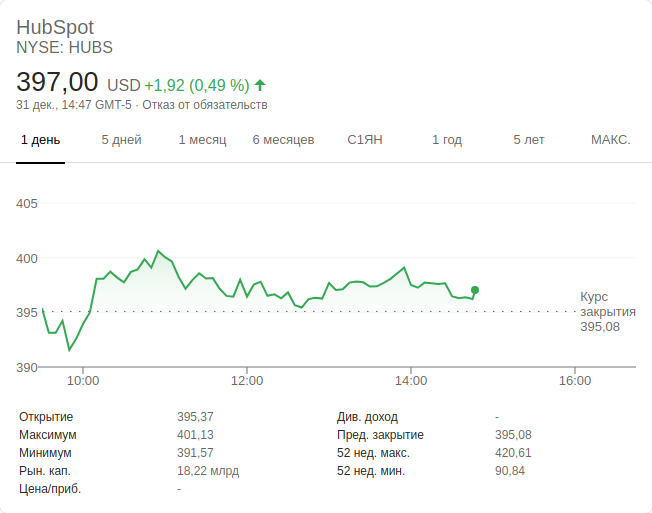 HubSpot
NYSE: HUBS
397,00 USD +1,92 (0,49 %)
31 дек., 14:47 GMT-5 · Отказ от обязательств
1 день 5 дней 1 месяц 6 месяцев С1ЯН 1 год 5 лет МАКС.
405
400
395
390
Курс
закрытия
395,08
10:00 12:00 14:00 16:00
Открытие 395,37 Див. доход -
Максимум 401,13 Пред. закрытие 395,08
Минимум 391,57 52 нед. макс. 420,61
Рын. кап. 18,22 млрд 52 нед. мин. 90,84
Цена/приб. -